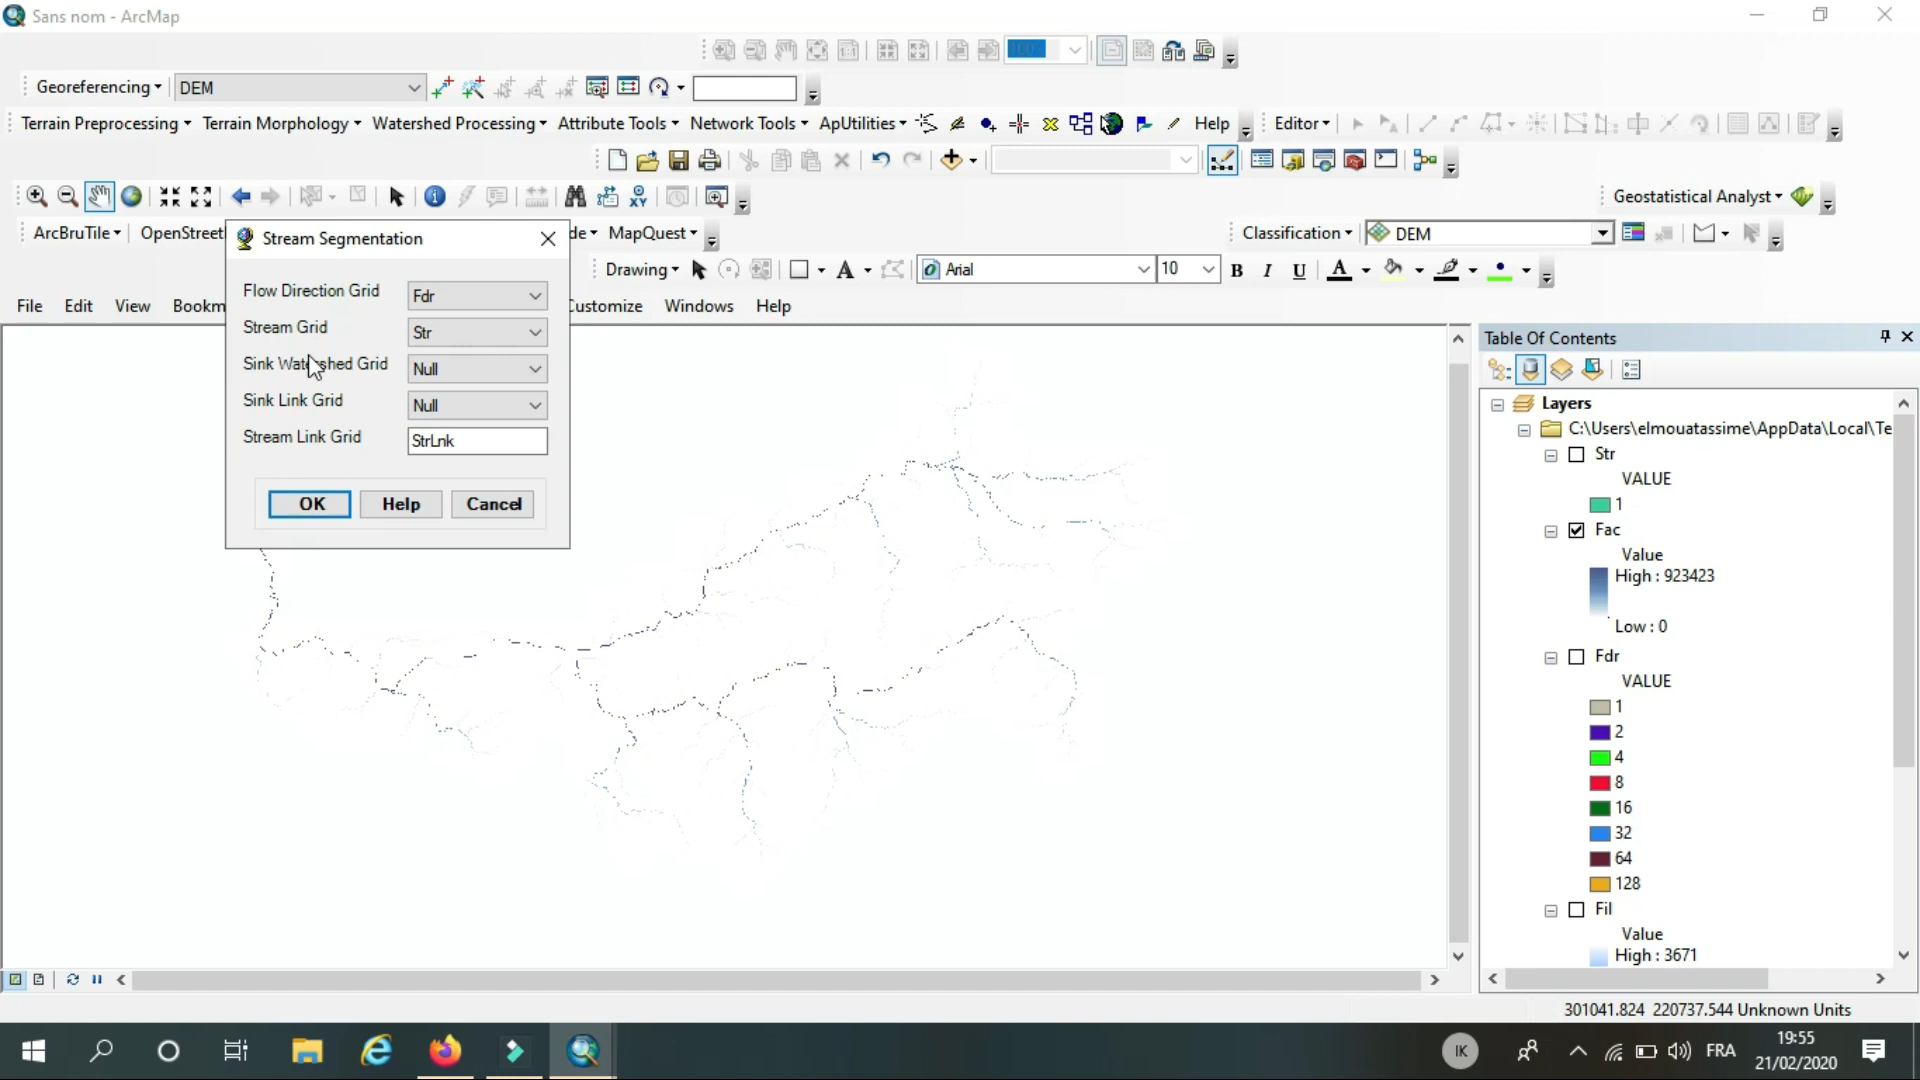 Sans nom - ArcMap
100%
Georeferencing DEM
Terrain Preprocessing Terrain Morphology Watershed Processing Attribute Tools Network Tools ApUtilities Help Editor
Geostatistical Analyst
ArcBruTile OpenStreet de MapQuest Classification DEM
Stream Segmentation
Drawing A Arial 10 B I U A
File Edit View Bookm Customize Windows Help
Flow Direction Grid Fdr
Stream Grid Str
Sink Watershed Grid Null
Sink Link Grid Null
Stream Link Grid StrLnk
OK Help Cancel
Table Of Contents
Layers
C:\Users\elmouatassime\AppData\Local\Te
Str
VALUE
1
Fac
Value
High : 923423
Low : 0
Fdr
VALUE
1
2
4
8
16
32
64
128
Fil
Value
High : 3671
301041.824 220737.544 Unknown Units
IK FRA 19:55
21/02/2020